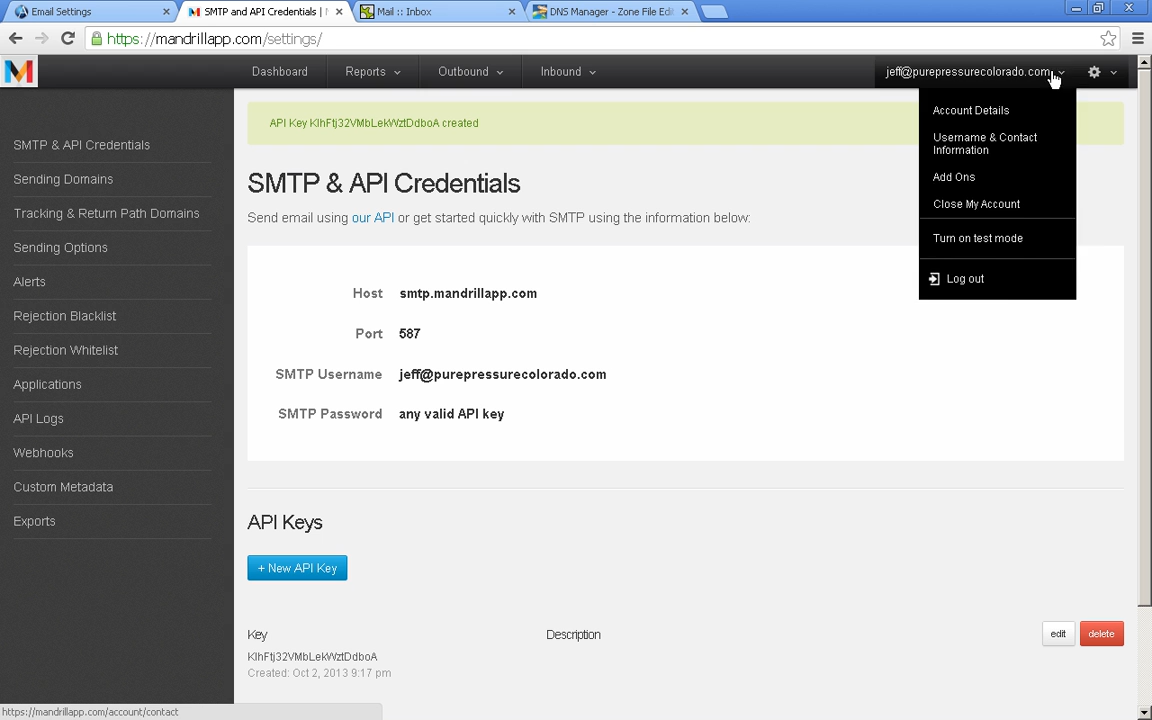 Email Settings
SMTP and API Credentials |
Mail :: Inbox
DNS Manager - Zone File Edi
https://mandrillapp.com/settings/
Dashboard
Reports
Outbound
Inbound
jeff@purepressurecolorado.com
Account Details
Username & Contact
Information
Add Ons
Close My Account
Turn on test mode
Log out
SMTP & API Credentials
Sending Domains
Tracking & Return Path Domains
Sending Options
Alerts
Rejection Blacklist
Rejection Whitelist
Applications
API Logs
Webhooks
Custom Metadata
Exports
API Key KlhFtj32VMbLekWztDdboA created
SMTP & API Credentials
Send email using our API or get started quickly with SMTP using the information below:
Host smtp.mandrillapp.com
Port 587
SMTP Username jeff@purepressurecolorado.com
SMTP Password any valid API key
API Keys
+ New API Key
Key Description edit delete
KlhFtj32VMbLekWztDdboA
Created: Oct 2, 2013 9:17 pm
https://mandrillapp.com/account/contact